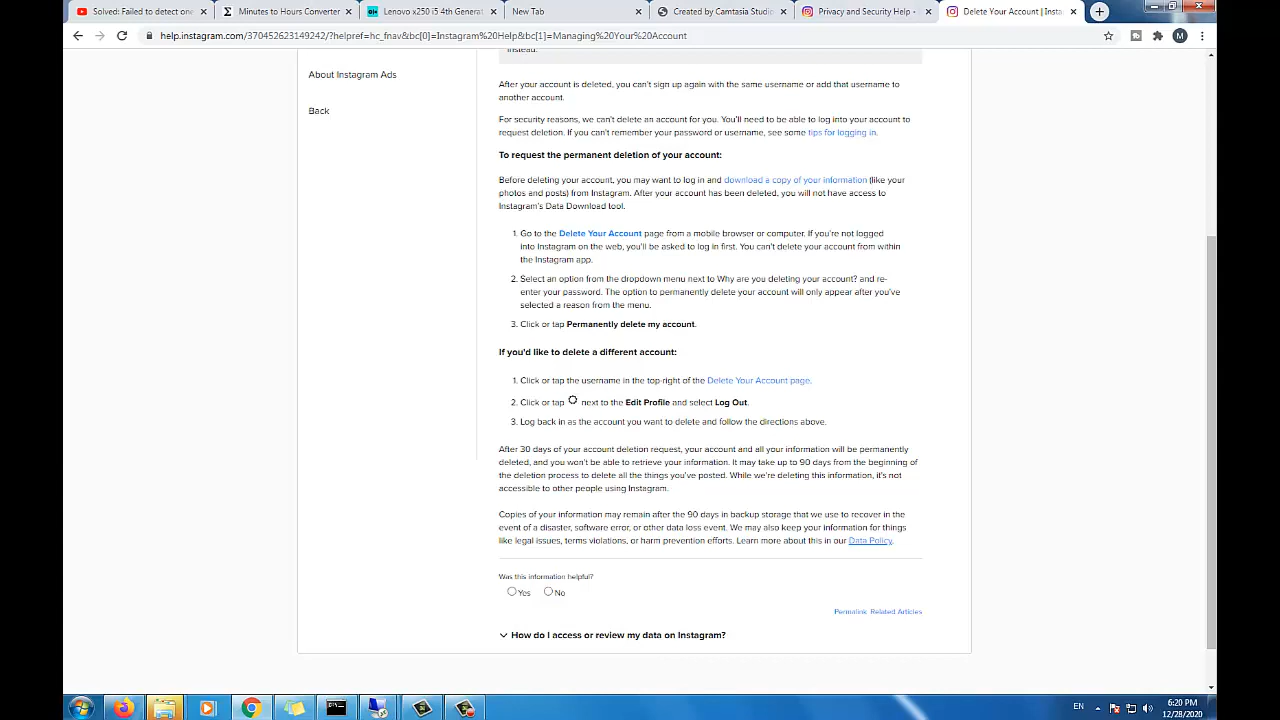 Solved: Failed to detect one
Minutes to Hours Converter
Lenovo x230 i5 4th Generat
New Tab
Created by Camtasia Studio
Privacy and Security Help •
Delete Your Account | Insta
help.instagram.com/370452623149242/?helpref=hc_fnav&bc[0]=Instagram%20Help&bc[1]=Managing%20Your%20Account
M
instead.
About Instagram Ads
Back
After your account is deleted, you can't sign up again with the same username or add that username to
another account.
For security reasons, we can't delete an account for you. You'll need to be able to log into your account to
request deletion. If you can't remember your password or username, see some tips for logging in.
To request the permanent deletion of your account:
Before deleting your account, you may want to log in and download a copy of your information (like your
photos and posts) from Instagram. After your account has been deleted, you will not have access to
Instagram's Data Download tool.
1. Go to the Delete Your Account page from a mobile browser or computer. If you're not logged
into Instagram on the web, you'll be asked to log in first. You can't delete your account from within
the Instagram app.
2. Select an option from the dropdown menu next to Why are you deleting your account? and re-
enter your password. The option to permanently delete your account will only appear after you've
selected a reason from the menu.
3. Click or tap Permanently delete my account.
If you'd like to delete a different account:
1. Click or tap the username in the top-right of the Delete Your Account page.
2. Click or tap next to the Edit Profile and select Log Out.
3. Log back in as the account you want to delete and follow the directions above.
After 30 days of your account deletion request, your account and all your information will be permanently
deleted, and you won't be able to retrieve your information. It may take up to 90 days from the beginning of
the deletion process to delete all the things you've posted. While we're deleting this information, it's not
accessible to other people using Instagram.
Copies of your information may remain after the 90 days in backup storage that we use to recover in the
event of a disaster, software error, or other data loss event. We may also keep your information for things
like legal issues, terms violations, or harm prevention efforts. Learn more about this in our Data Policy.
Was this information helpful?
Yes No
Permalink Related Articles
How do I access or review my data on Instagram?
EN
6:20 PM
12/28/2020